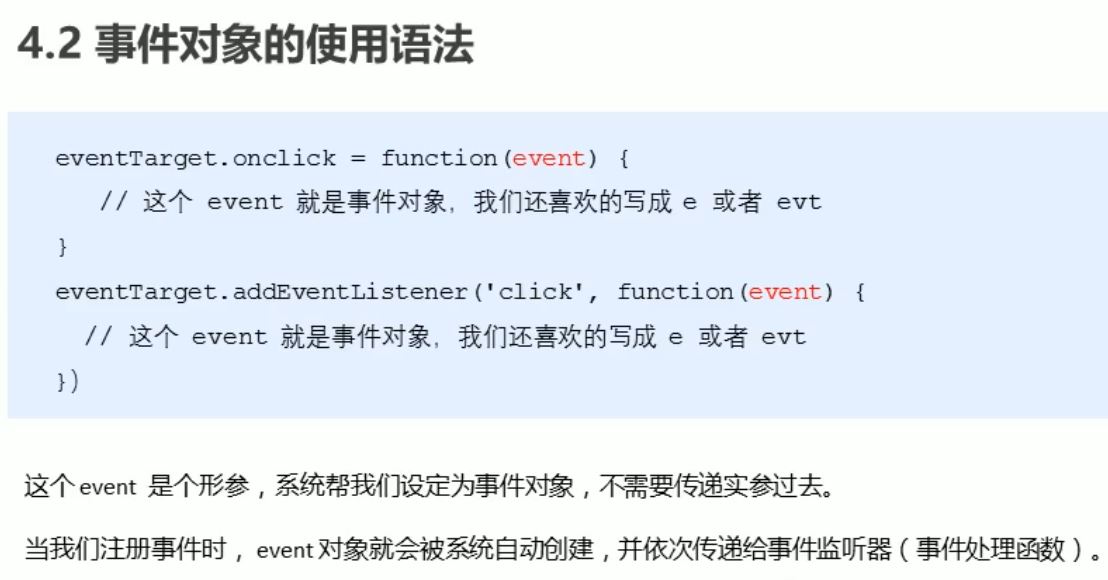 4.2 事件对象的使用语法
eventTarget.onclick = function(event) {
// 这个 event 就是事件对象，我们还喜欢的写成 e 或者 evt
}
eventTarget.addEventListener('click', function(event) {
// 这个 event 就是事件对象，我们还喜欢的写成 e 或者 evt
})
这个 event 是个形参，系统帮我们设定为事件对象，不需要传递实参过去。
当我们注册事件时， event 对象就会被系统自动创建，并依次传递给事件监听器（事件处理函数）。